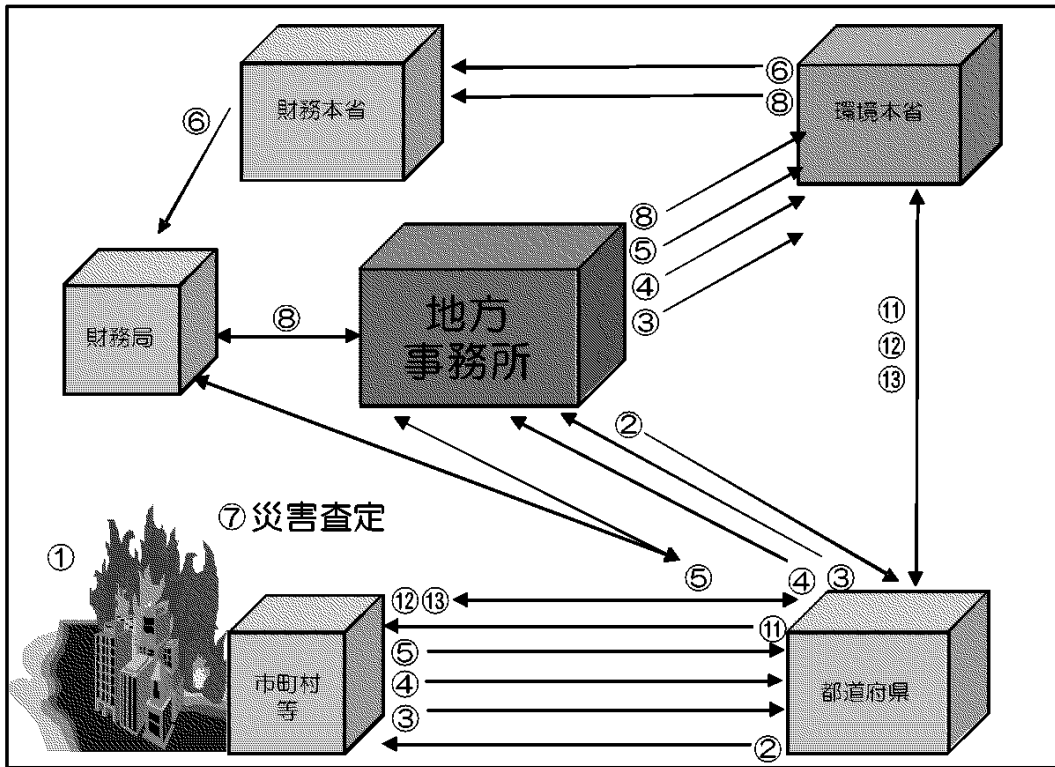 ⑥
財務本省
⑥
⑧
環境本省
⑧
⑤
④
③
財務局
⑧
地方
事務所
⑪
⑫
⑬
②
⑦災害査定
①
⑤
④
③
⑫⑬
⑪
⑤
④
③
②
市町村
等
都道府県